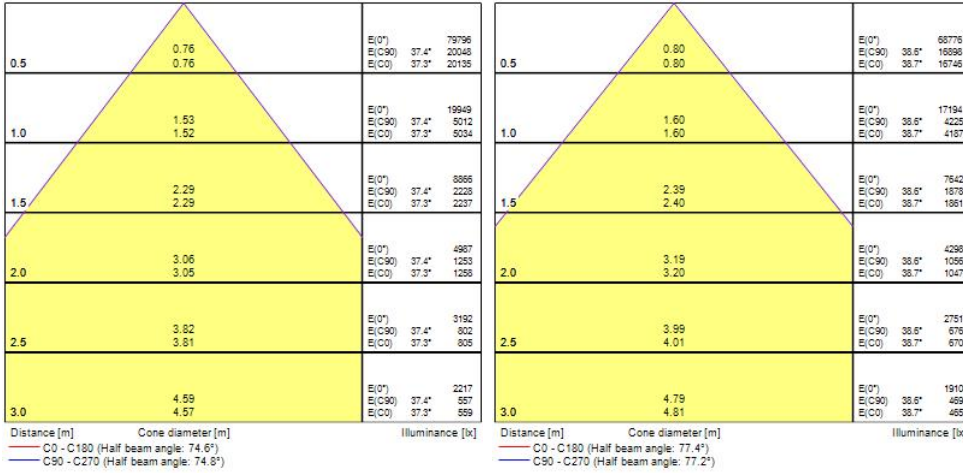 E(0°) 79796
0.76 E(C90) 37.4° 20048
0.5 0.76 E(C0) 37.3° 20135
E(0°) 19949
1.53 E(C90) 37.4° 5012
1.0 1.52 E(C0) 37.3° 5034
E(0°) 8866
2.29 E(C90) 37.4° 2228
1.5 2.29 E(C0) 37.3° 2237
E(0°) 4987
3.06 E(C90) 37.4° 1253
2.0 3.05 E(C0) 37.3° 1258
E(0°) 3192
3.82 E(C90) 37.4° 802
2.5 3.81 E(C0) 37.3° 805
E(0°) 2217
4.59 E(C90) 37.4° 557
3.0 4.57 E(C0) 37.3° 559
Distance [m] Cone diameter [m] Illuminance [lx]
C0 - C180 (Half beam angle: 74.6°)
C90 - C270 (Half beam angle: 74.8°)
E(0°) 68776
0.80 E(C90) 38.6° 16898
0.5 0.80 E(C0) 38.7° 16746
E(0°) 17194
1.60 E(C90) 38.6° 4225
1.0 1.60 E(C0) 38.7° 4187
E(0°) 7642
2.39 E(C90) 38.6° 1878
1.5 2.40 E(C0) 38.7° 1861
E(0°) 4298
3.19 E(C90) 38.6° 1056
2.0 3.20 E(C0) 38.7° 1047
E(0°) 2751
3.99 E(C90) 38.6° 676
2.5 4.01 E(C0) 38.7° 670
E(0°) 1910
4.79 E(C90) 38.6° 469
3.0 4.81 E(C0) 38.7° 465
Distance [m] Cone diameter [m] Illuminance [lx
C0 - C180 (Half beam angle: 77.4°)
C90 - C270 (Half beam angle: 77.2°)